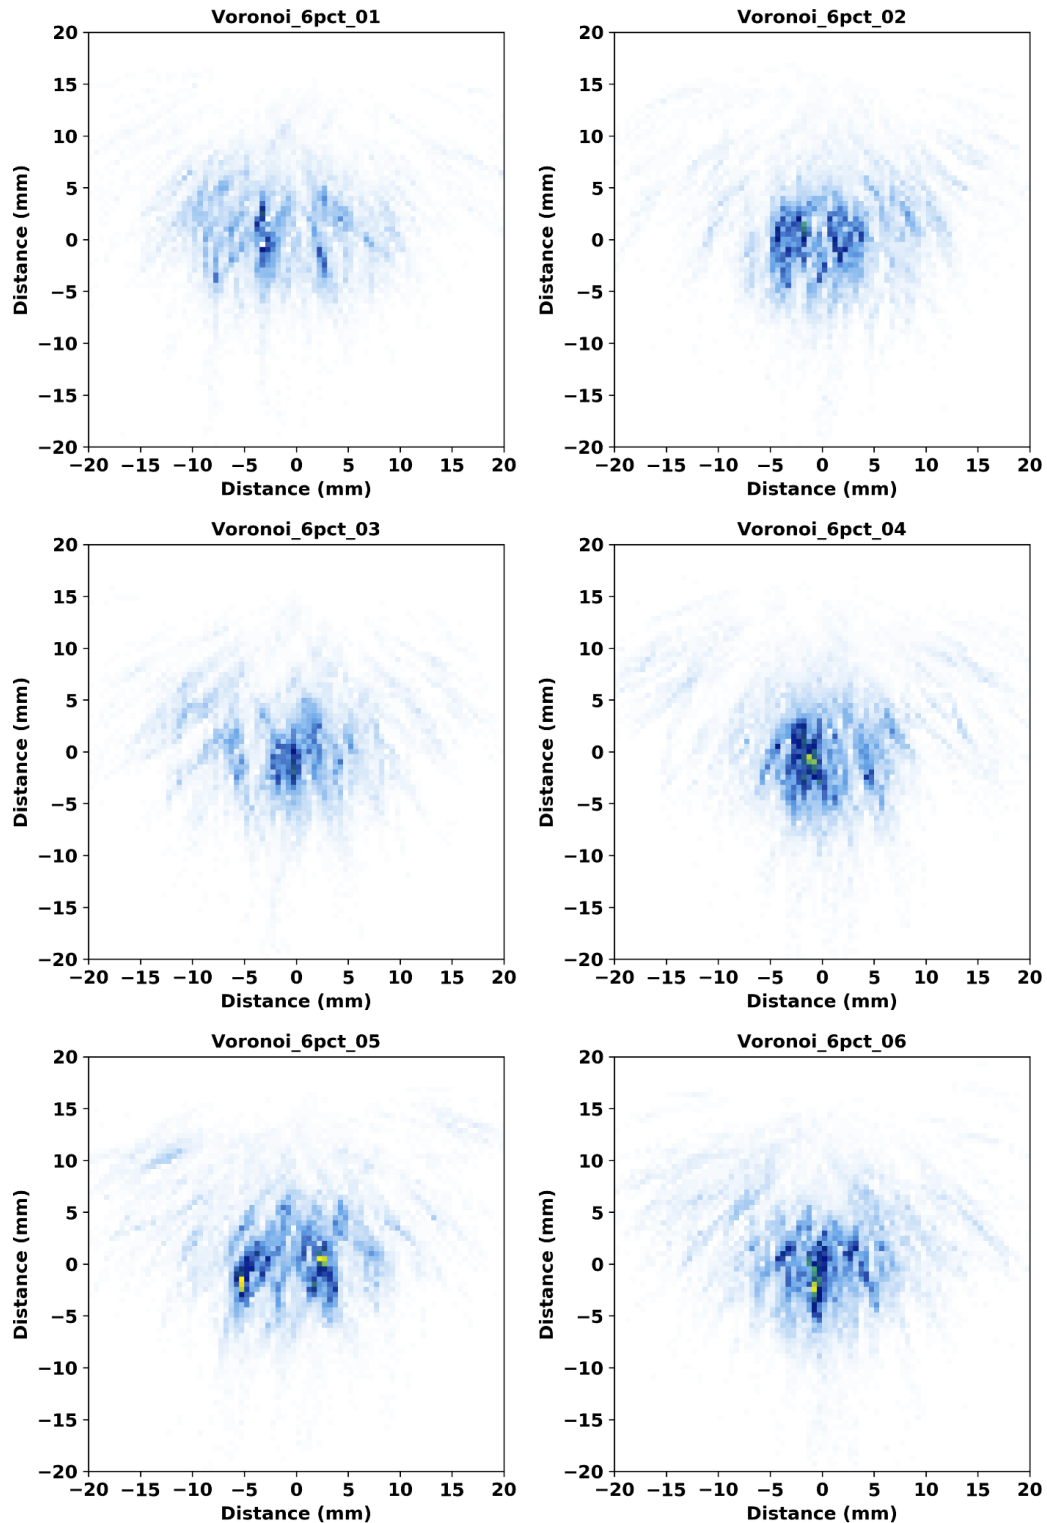 Voronoi_6pct_01 Voronoi_6pct_02
20 20
15 15
10 10
5 5
0 0
−5 −5
−10 −10
−15 −15
−20 −20
Distance (mm) Distance (mm)
−20 −15 −10 −5 0 5 10 15 20 −20 −15 −10 −5 0 5 10 15 20
Distance (mm) Distance (mm)
Voronoi_6pct_03 Voronoi_6pct_04
20 20
15 15
10 10
5 5
0 0
−5 −5
−10 −10
−15 −15
−20 −20
Distance (mm) Distance (mm)
−20 −15 −10 −5 0 5 10 15 20 −20 −15 −10 −5 0 5 10 15 20
Distance (mm) Distance (mm)
Voronoi_6pct_05 Voronoi_6pct_06
20 20
15 15
10 10
5 5
0 0
−5 −5
−10 −10
−15 −15
−20 −20
Distance (mm) Distance (mm)
−20 −15 −10 −5 0 5 10 15 20 −20 −15 −10 −5 0 5 10 15 20
Distance (mm) Distance (mm)